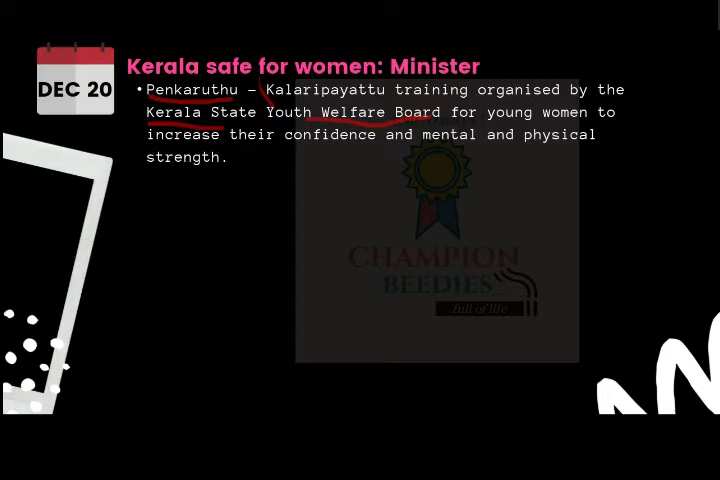 DEC 20
Kerala safe for women: Minister
• Penkaruthu – Kalaripayattu training organised by the
Kerala State Youth Welfare Board for young women to
increase their confidence and mental and physical
strength.
CHAMPION
BEEDIES
full of life